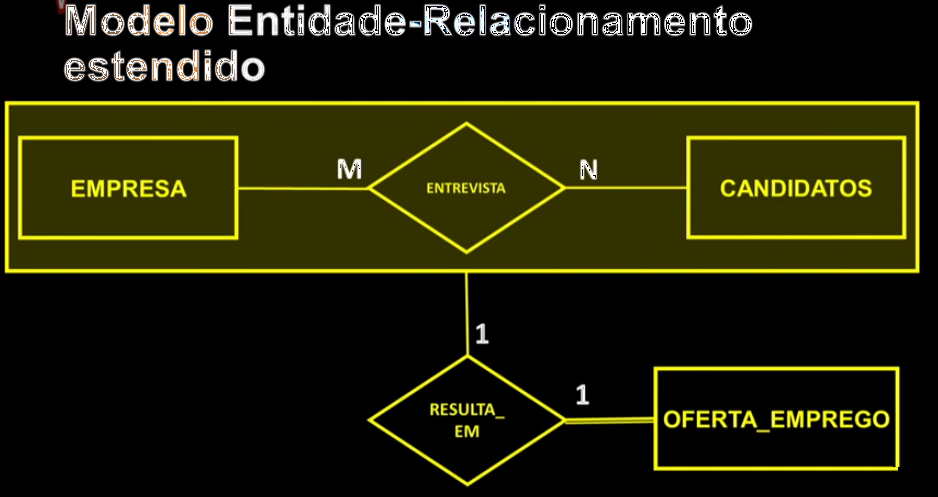 Modelo Entidade-Relacionamento
estendido
M
N
EMPRESA
ENTREVISTA
CANDIDATOS
1
1
RESULTA_
EM
OFERTA_EMPREGO